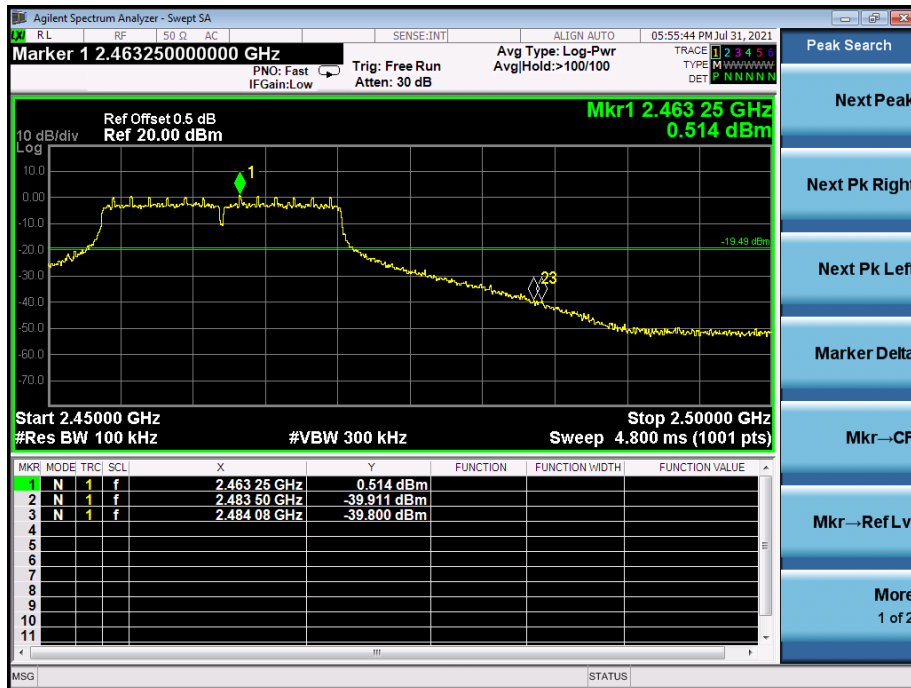 Agilent Spectrum Analyzer - Swept SA
LXI RL RF 50 Ω AC SENSE:INT ALIGN AUTO 05:55:44 PM Jul 31, 2021
Marker 1 2.463250000000 GHz
PNO: Fast
IFGain:Low
Trig: Free Run
Atten: 30 dB
Avg Type: Log-Pwr
Avg|Hold:>100/100
TRACE 1 2 3 4 5 6
TYPE M WWWWW
DET P N N N N N
Peak Search
Mkr1 2.463 25 GHz
0.514 dBm
Ref Offset 0.5 dB
10 dB/div Ref 20.00 dBm
Log
10.0
0.00
-10.0
-20.0
-30.0
-40.0
-50.0
-60.0
-70.0
1
-19.49 dBm
2 3
Start 2.45000 GHz Stop 2.50000 GHz
#Res BW 100 kHz #VBW 300 kHz Sweep 4.800 ms (1001 pts)
MKR MODE TRC SCL X Y FUNCTION FUNCTION WIDTH FUNCTION VALUE
1 N 1 f 2.463 25 GHz 0.514 dBm
2 N 1 f 2.483 50 GHz -39.911 dBm
3 N 1 f 2.484 08 GHz -39.800 dBm
4
5
6
7
8
9
10
11
MSG STATUS
Next Peak
Next Pk Right
Next Pk Left
Marker Delta
Mkr→CF
Mkr→Ref Lv
More
1 of 2